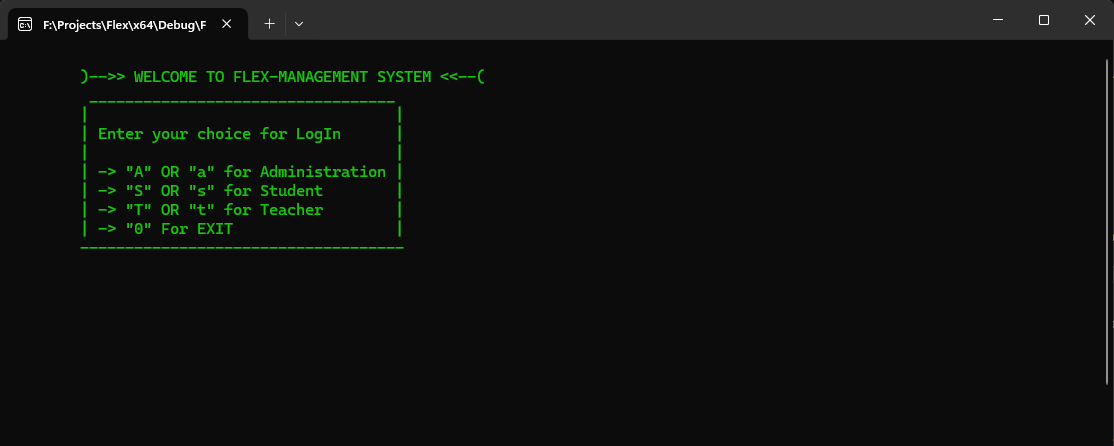 F:\Projects\Flex\x64\Debug\F
)-->> WELCOME TO FLEX-MANAGEMENT SYSTEM <<--(
Enter your choice for LogIn
-> "A" OR "a" for Administration
-> "S" OR "s" for Student
-> "T" OR "t" for Teacher
-> "0" For EXIT